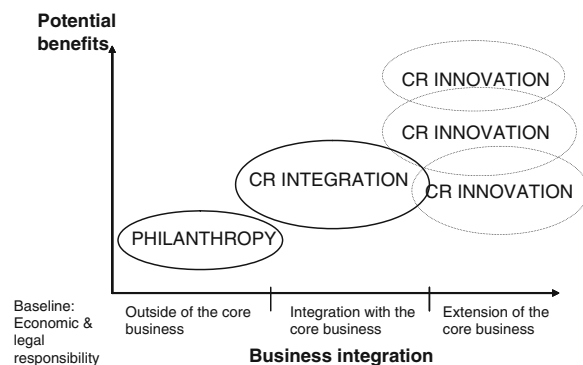 Potential
benefits
CR INNOVATION
CR INNOVATION
CR INTEGRATION
CR INNOVATION
PHILANTHROPY
Baseline:
Economic &
legal
responsibility
Outside of the core
business
Integration with the
core business
Extension of the
core business
Business integration